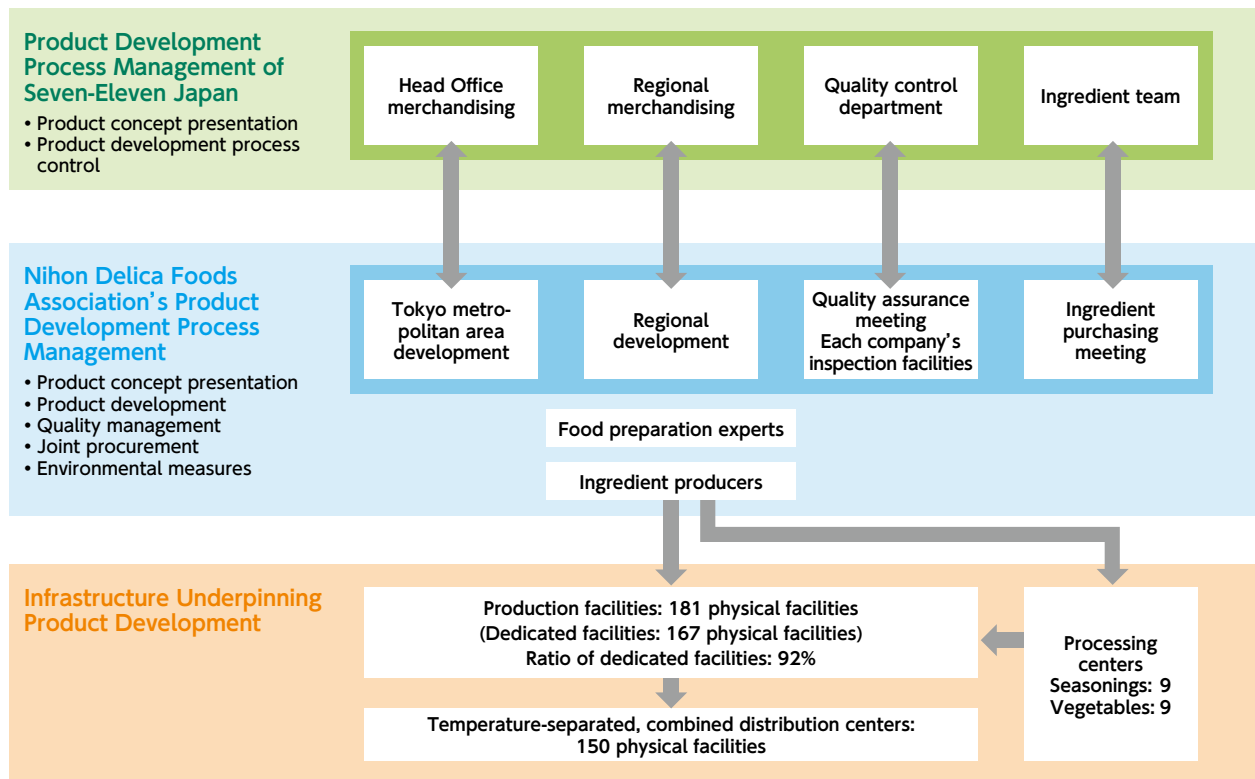 Product Development
Process Management of
Seven-Eleven Japan
• Product concept presentation
• Product development process
control
Head Office
merchandising
Regional
merchandising
Quality control
department
Ingredient team
Nihon Delica Foods
Association’s Product
Development Process
Management
• Product concept presentation
• Product development
• Quality management
• Joint procurement
• Environmental measures
Tokyo metro-
politan area
development
Regional
development
Quality assurance
meeting
Each company’s
inspection facilities
Ingredient
purchasing
meeting
Food preparation experts
Ingredient producers
Infrastructure Underpinning
Product Development
Production facilities: 181 physical facilities
(Dedicated facilities: 167 physical facilities)
Ratio of dedicated facilities: 92%
Processing
centers
Seasonings: 9
Vegetables: 9
Temperature-separated, combined distribution centers:
150 physical facilities